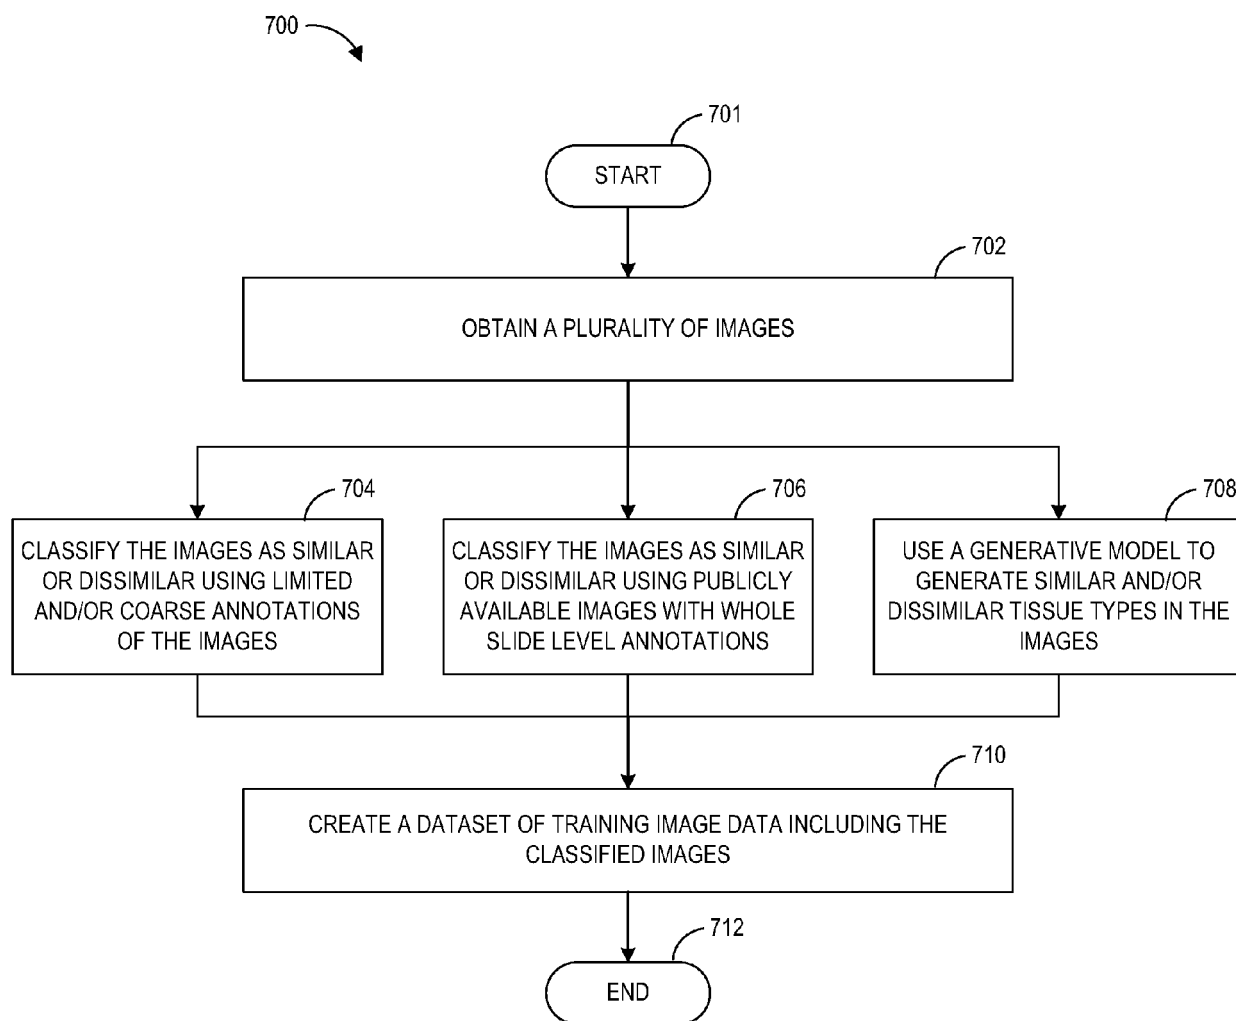 700
701
START
702
OBTAIN A PLURALITY OF IMAGES
704
CLASSIFY THE IMAGES AS SIMILAR
OR DISSIMILAR USING LIMITED
AND/OR COARSE ANNOTATIONS
OF THE IMAGES
706
CLASSIFY THE IMAGES AS SIMILAR
OR DISSIMILAR USING PUBLICLY
AVAILABLE IMAGES WITH WHOLE
SLIDE LEVEL ANNOTATIONS
708
USE A GENERATIVE MODEL TO
GENERATE SIMILAR AND/OR
DISSIMILAR TISSUE TYPES IN THE
IMAGES
710
CREATE A DATASET OF TRAINING IMAGE DATA INCLUDING THE
CLASSIFIED IMAGES
712
END